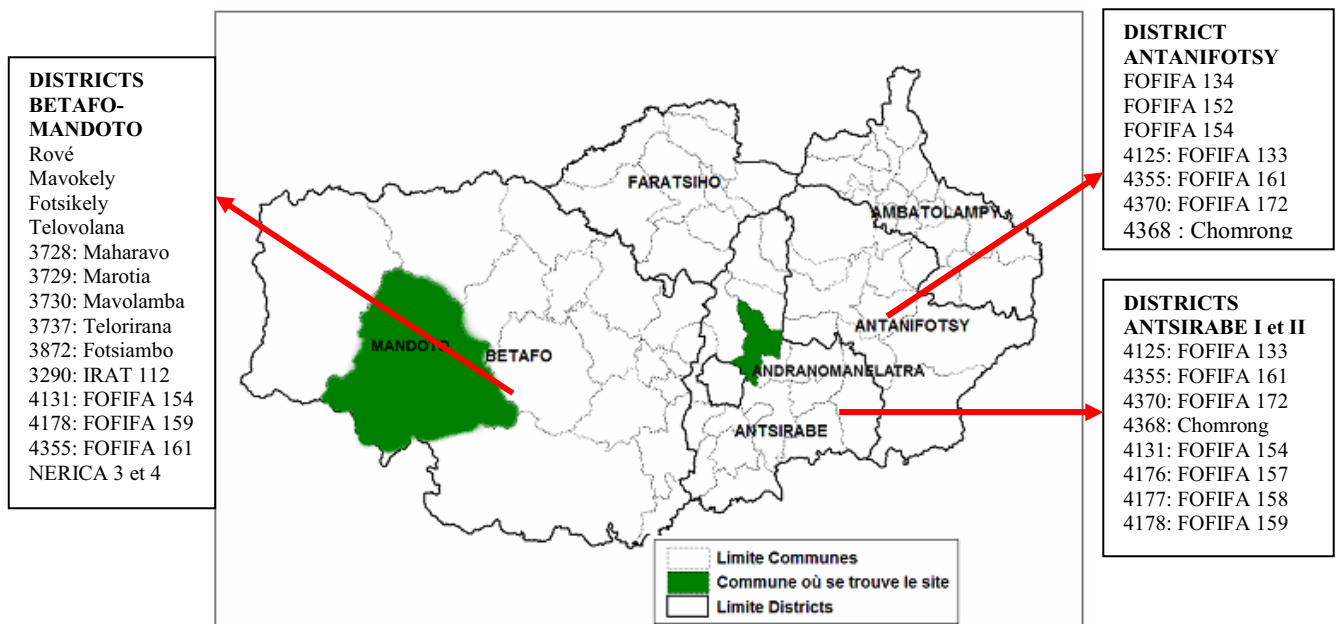 DISTRICTS
BETAFO-
MANDOTO
Rové
Mavokely
Fotsikely
Telovolana
3728: Maharavo
3729: Marotia
3730: Mavolamba
3737: Telorirana
3872: Fotsiambo
3290: IRAT 112
4131: FOFIFA 154
4178: FOFIFA 159
4355: FOFIFA 161
NERICA 3 et 4
FARATSIHO
AMBATOLAMPY
MANDOTO
BETAFO
ANTANIFOTSY
ANDRANOMANELATRA
ANTSIRABE
Limite Communes
Commune où se trouve le site
Limite Districts
DISTRICT
ANTANIFOTSY
FOFIFA 134
FOFIFA 152
FOFIFA 154
4125: FOFIFA 133
4355: FOFIFA 161
4370: FOFIFA 172
4368 : Chomrong
DISTRICTS
ANTSIRABE I et II
4125: FOFIFA 133
4355: FOFIFA 161
4370: FOFIFA 172
4368: Chomrong
4131: FOFIFA 154
4176: FOFIFA 157
4177: FOFIFA 158
4178: FOFIFA 159